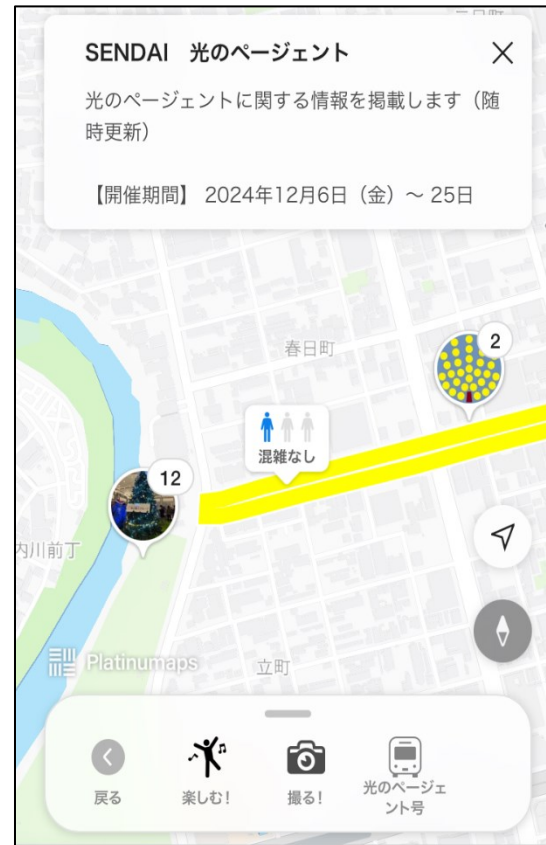 SENDAI　光のページェント
光のページェントに関する情報を掲載します（随
時更新）
【開催期間】 2024年12月6日（金）～ 25日
春日町
2
混雑なし
12
内川前丁
Platinumaps
立町
戻る
楽しむ！
撮る！
光のページェ
ント号